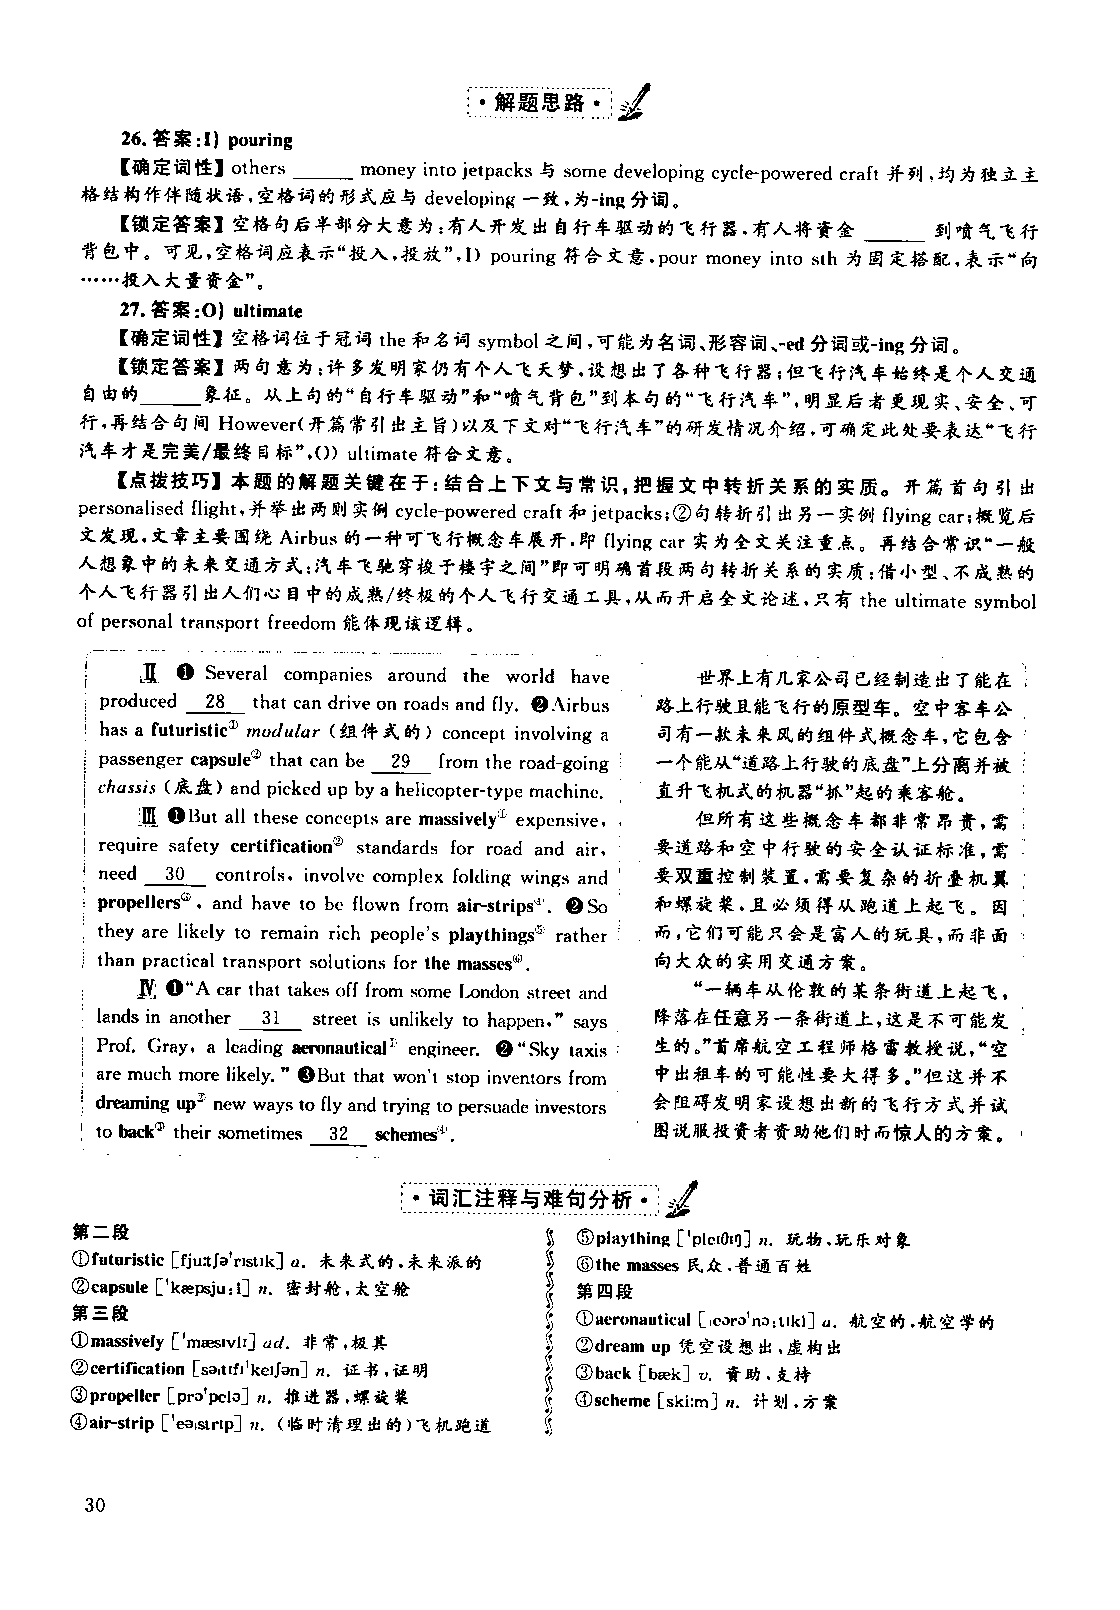 ·解题思路·
26.答案:I) pouring
【确定词性】others ______ money into jetpacks 与 some developing cycle-powered craft 并列,均为独立主
格结构作伴随状语,空格词的形式应与 developing 一致,为-ing 分词。
【锁定答案】空格句后半部分大意为:有人开发出自行车驱动的飞行器,有人将资金 ______ 到喷气飞行
背包中。可见,空格词应表示“投入,投放”,I) pouring 符合文意,pour money into sth 为固定搭配,表示“向
……投入大量资金”。
27.答案:O) ultimate
【确定词性】空格词位于冠词 the 和名词 symbol 之间,可能为名词、形容词、-ed 分词或-ing 分词。
【锁定答案】两句意为:许多发明家仍有个人飞天梦,设想出了各种飞行器;但飞行汽车始终是个人交通
自由的______象征。从上句的“自行车驱动”和“喷气背包”到本句的“飞行汽车”,明显后者更现实、安全、可
行,再结合句间 However(开篇常引出主旨)以及下文对“飞行汽车”的研发情况介绍,可确定此处要表达“飞行
汽车才是完美/最终目标”,O) ultimate 符合文意。
【点拨技巧】本题的解题关键在于:结合上下文与常识,把握文中转折关系的实质。开篇首句引出
personalised flight,并举出两则实例 cycle-powered craft 和 jetpacks;②句转折引出另一实例 flying car;概览后
文发现,文章主要围绕 Airbus 的一种可飞行概念车展开,即 flying car 实为全文关注重点。再结合常识“一般
人想象中的未来交通方式:汽车飞驰穿梭于楼宇之间”即可明确首段两句转折关系的实质:借小型、不成熟的
个人飞行器引出人们心目中的成熟/终极的个人飞行交通工具,从而开启全文论述,只有 the ultimate symbol
of personal transport freedom 能体现该逻辑。
Ⅱ ❶ Several companies around the world have
produced 28 that can drive on roads and fly. ❷Airbus
has a futuristic① modular (组件式的) concept involving a
passenger capsule② that can be 29 from the road-going
chassis (底盘) and picked up by a helicopter-type machine.
Ⅲ ❶But all these concepts are massively① expensive,
require safety certification② standards for road and air,
need 30 controls, involve complex folding wings and
propellers③, and have to be flown from air-strips④. ❷So
they are likely to remain rich people's playthings⑤ rather
than practical transport solutions for the masses⑥.
Ⅳ ❶“A car that takes off from some London street and
lands in another 31 street is unlikely to happen,” says
Prof. Gray, a leading aeronautical① engineer. ❷“Sky taxis
are much more likely.” ❸But that won't stop inventors from
dreaming up② new ways to fly and trying to persuade investors
to back③ their sometimes 32 schemes④.
世界上有几家公司已经制造出了能在
路上行驶且能飞行的原型车。空中客车公
司有一款未来风的组件式概念车,它包含
一个能从“道路上行驶的底盘”上分离并被
直升飞机式的机器“抓”起的乘客舱。
但所有这些概念车都非常昂贵,需
要道路和空中行驶的安全认证标准,需
要双重控制装置,需要复杂的折叠机翼
和螺旋桨,且必须得从跑道上起飞。因
而,它们可能只会是富人的玩具,而非面
向大众的实用交通方案。
“一辆车从伦敦的某条街道上起飞,
降落在任意另一条街道上,这是不可能发
生的。”首席航空工程师格雷教授说,“空
中出租车的可能性要大得多。”但这并不
会阻碍发明家设想出新的飞行方式并试
图说服投资者资助他们时而惊人的方案。
·词汇注释与难句分析·
第二段
①futuristic [ˌfjuːtʃəˈrɪstɪk] a. 未来式的,未来派的
②capsule [ˈkæpsjuːl] n. 密封舱,太空舱
第三段
①massively [ˈmæsɪvlɪ] ad. 非常,极其
②certification [ˌsəːtɪfɪˈkeɪʃən] n. 证书,证明
③propeller [prəˈpelə] n. 推进器,螺旋桨
④air-strip [ˈeəˌstrɪp] n. (临时清理出的)飞机跑道
⑤plaything [ˈpleɪθɪŋ] n. 玩物,玩乐对象
⑥the masses 民众,普通百姓
第四段
①aeronautical [ˌeərəˈnɔːtɪkl] a. 航空的,航空学的
②dream up 凭空设想出,虚构出
③back [bæk] v. 资助,支持
④scheme [skiːm] n. 计划,方案
30